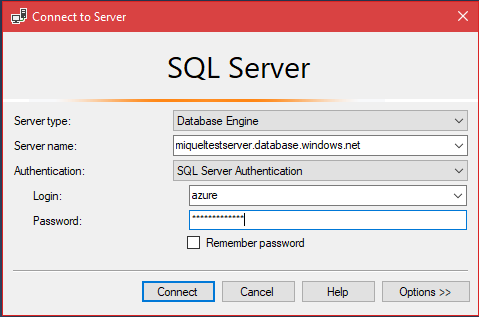 Connect to Server
SQL Server
Server type: Database Engine
Server name: miqueltestserver.database.windows.net
Authentication: SQL Server Authentication
Login: azure
Password: *************
Remember password
Connect Cancel Help Options >>